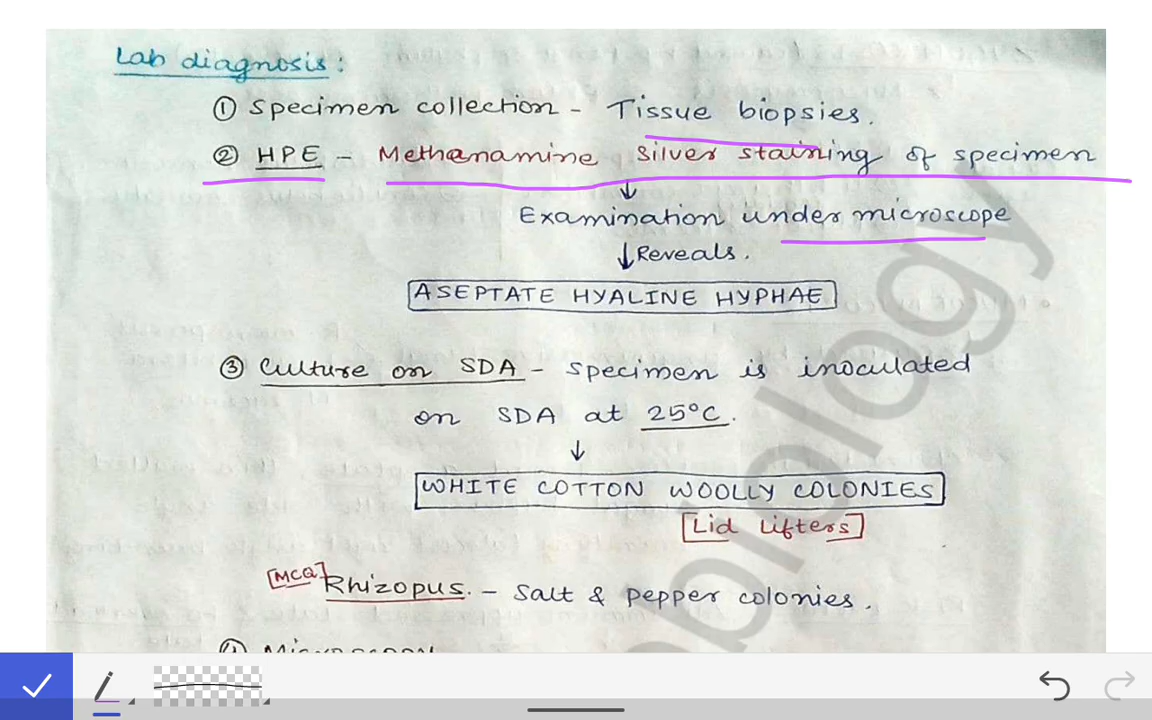 Lab diagnosis:
① Specimen collection - Tissue biopsies.
② HPE - Methanamine Silver staining of specimen
↓
Examination under microscope
↓ Reveals.
ASEPTATE HYALINE HYPHAE
③ Culture on SDA - Specimen is inoculated
on SDA at 25°C.
↓
WHITE COTTON WOOLLY COLONIES
[Lid lifters]
[MCQ] Rhizopus. - Salt & pepper colonies.